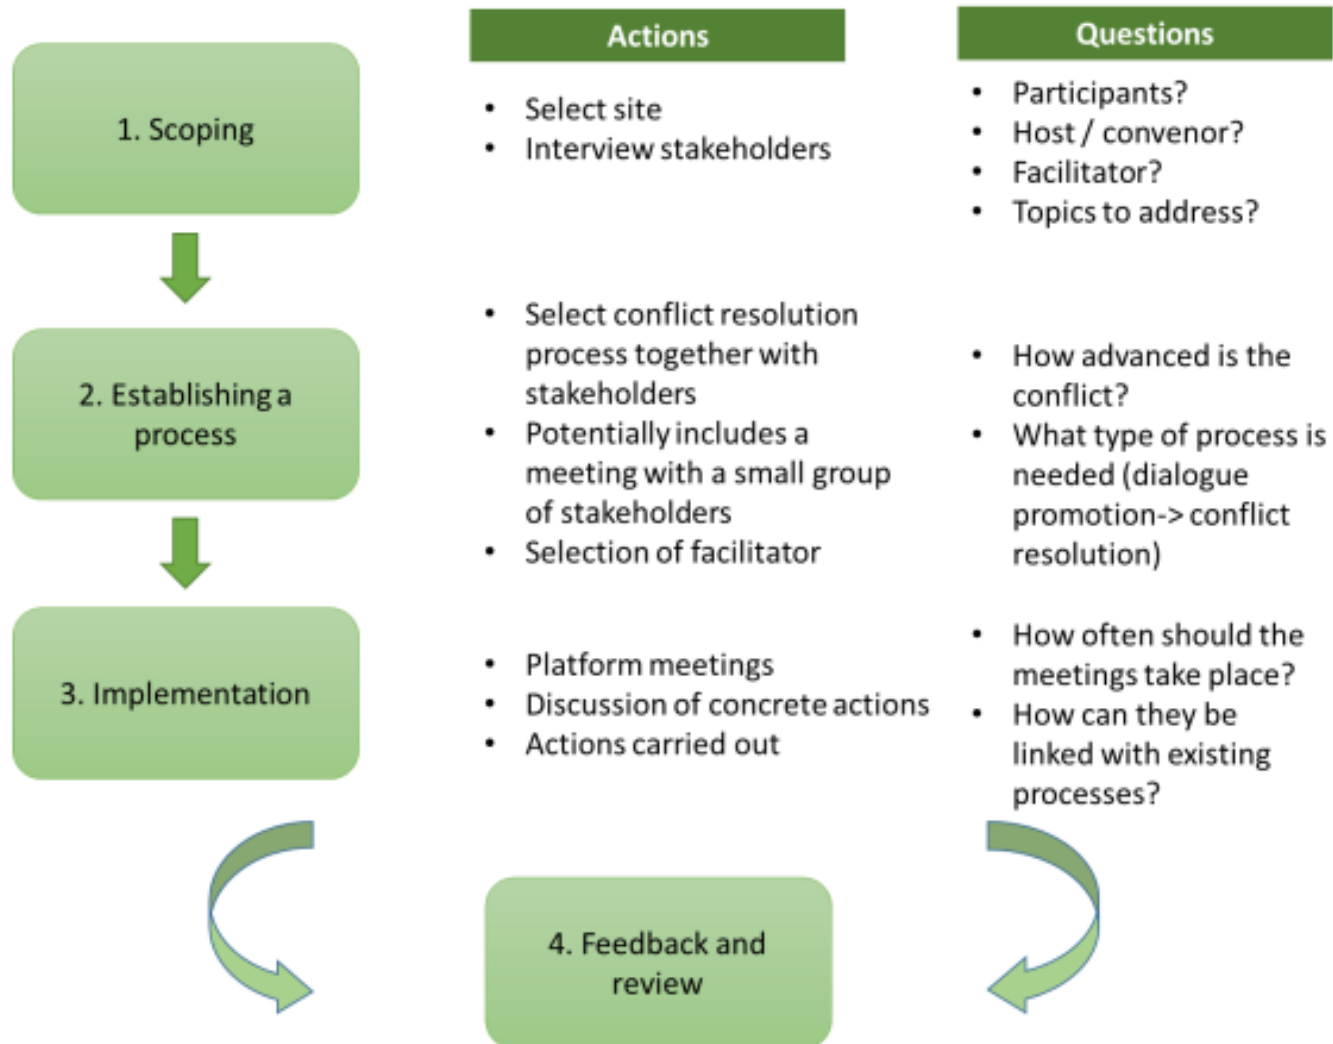 Actions
Questions
1. Scoping
• Select site
• Interview stakeholders
• Participants?
• Host / convenor?
• Facilitator?
• Topics to address?
2. Establishing a
process
• Select conflict resolution
process together with
stakeholders
• Potentially includes a
meeting with a small group
of stakeholders
• Selection of facilitator
• How advanced is the
conflict?
• What type of process is
needed (dialogue
promotion-> conflict
resolution)
3. Implementation
• Platform meetings
• Discussion of concrete actions
• Actions carried out
• How often should the
meetings take place?
• How can they be
linked with existing
processes?
4. Feedback and
review